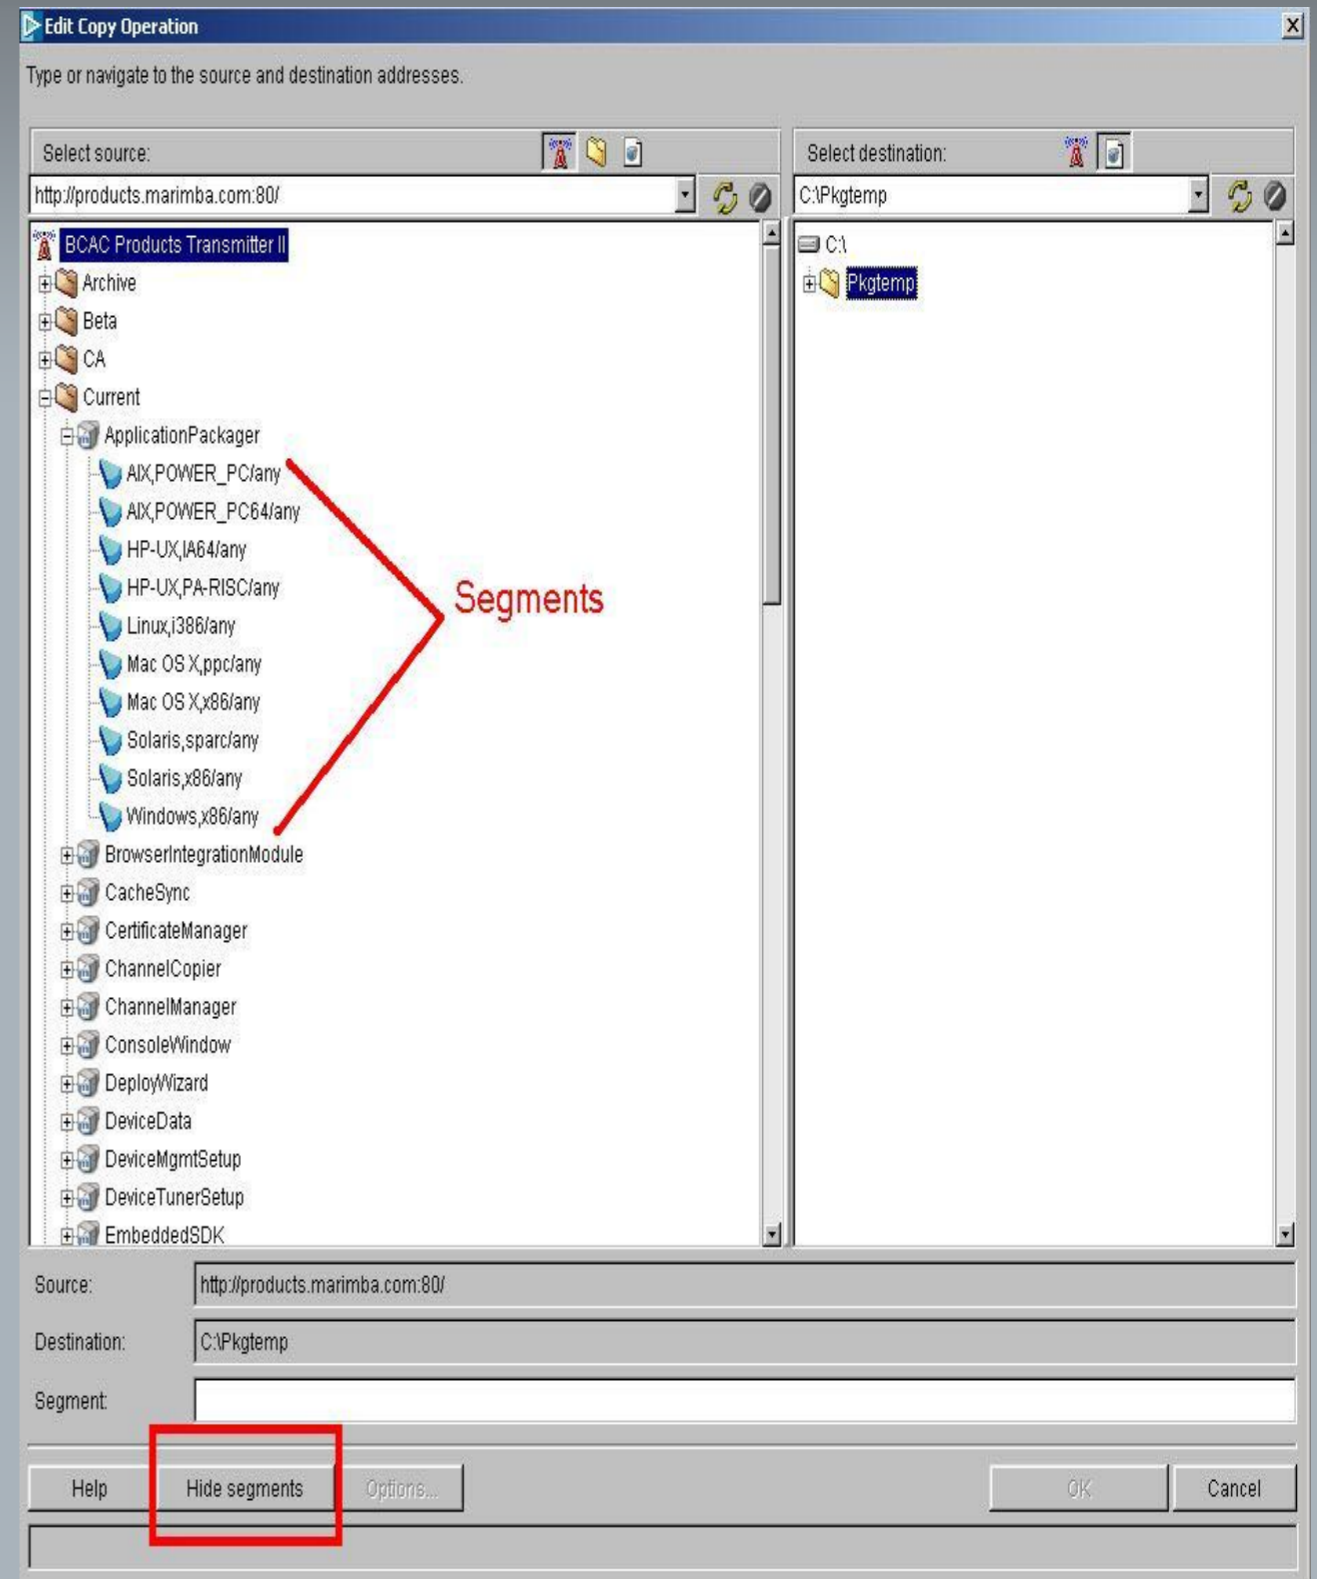 Edit Copy Operation
Type or navigate to the source and destination addresses.
Select source:
Select destination:
http://products.marimba.com:80/
C:\Pkgtemp
BCAC Products Transmitter II
C:\
Archive
Pkgtemp
Beta
CA
Current
ApplicationPackager
AIX,POWER_PC/any
AIX,POWER_PC64/any
HP-UX,IA64/any
HP-UX,PA-RISC/any
Segments
Linux,i386/any
Mac OS X,ppc/any
Mac OS X,x86/any
Solaris,sparc/any
Solaris,x86/any
Windows,x86/any
BrowserIntegrationModule
CacheSync
CertificateManager
ChannelCopier
ChannelManager
ConsoleWindow
DeployWizard
DeviceData
DeviceMgmtSetup
DeviceTunerSetup
EmbeddedSDK
Source: http://products.marimba.com:80/
Destination: C:\Pkgtemp
Segment:
Help Hide segments Options... OK Cancel